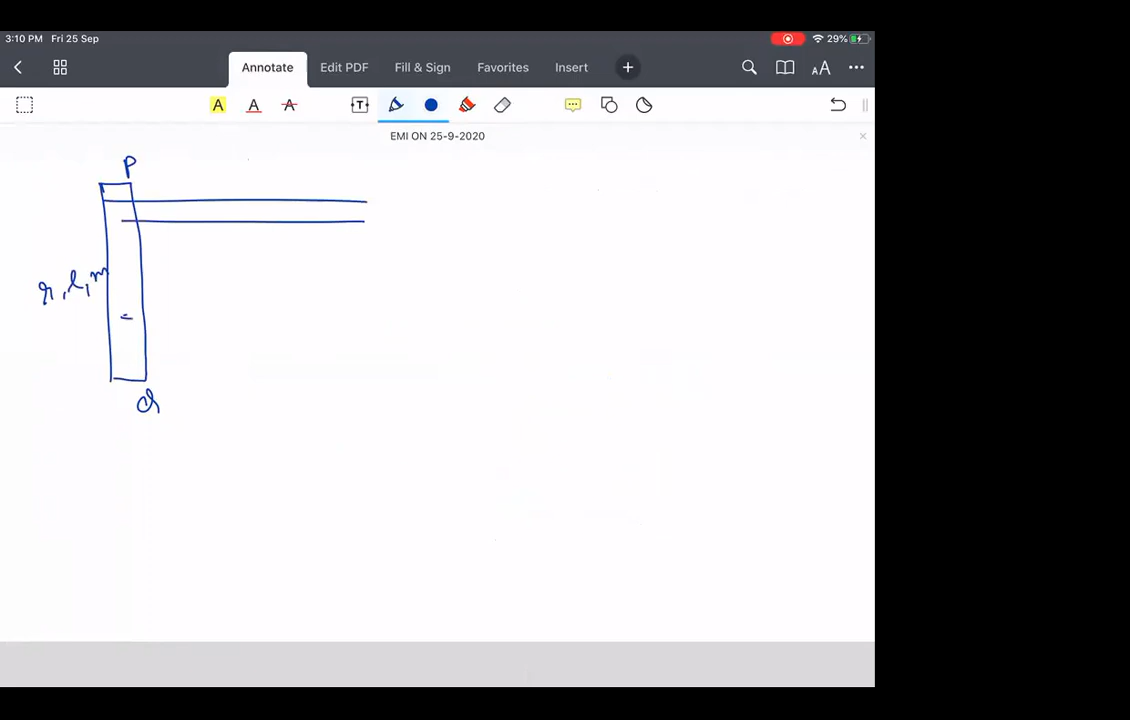 3:10 PM Fri 25 Sep
29%
Annotate Edit PDF Fill & Sign Favorites Insert
A A A T AA
EMI ON 25-9-2020
P
r, l, m
Q